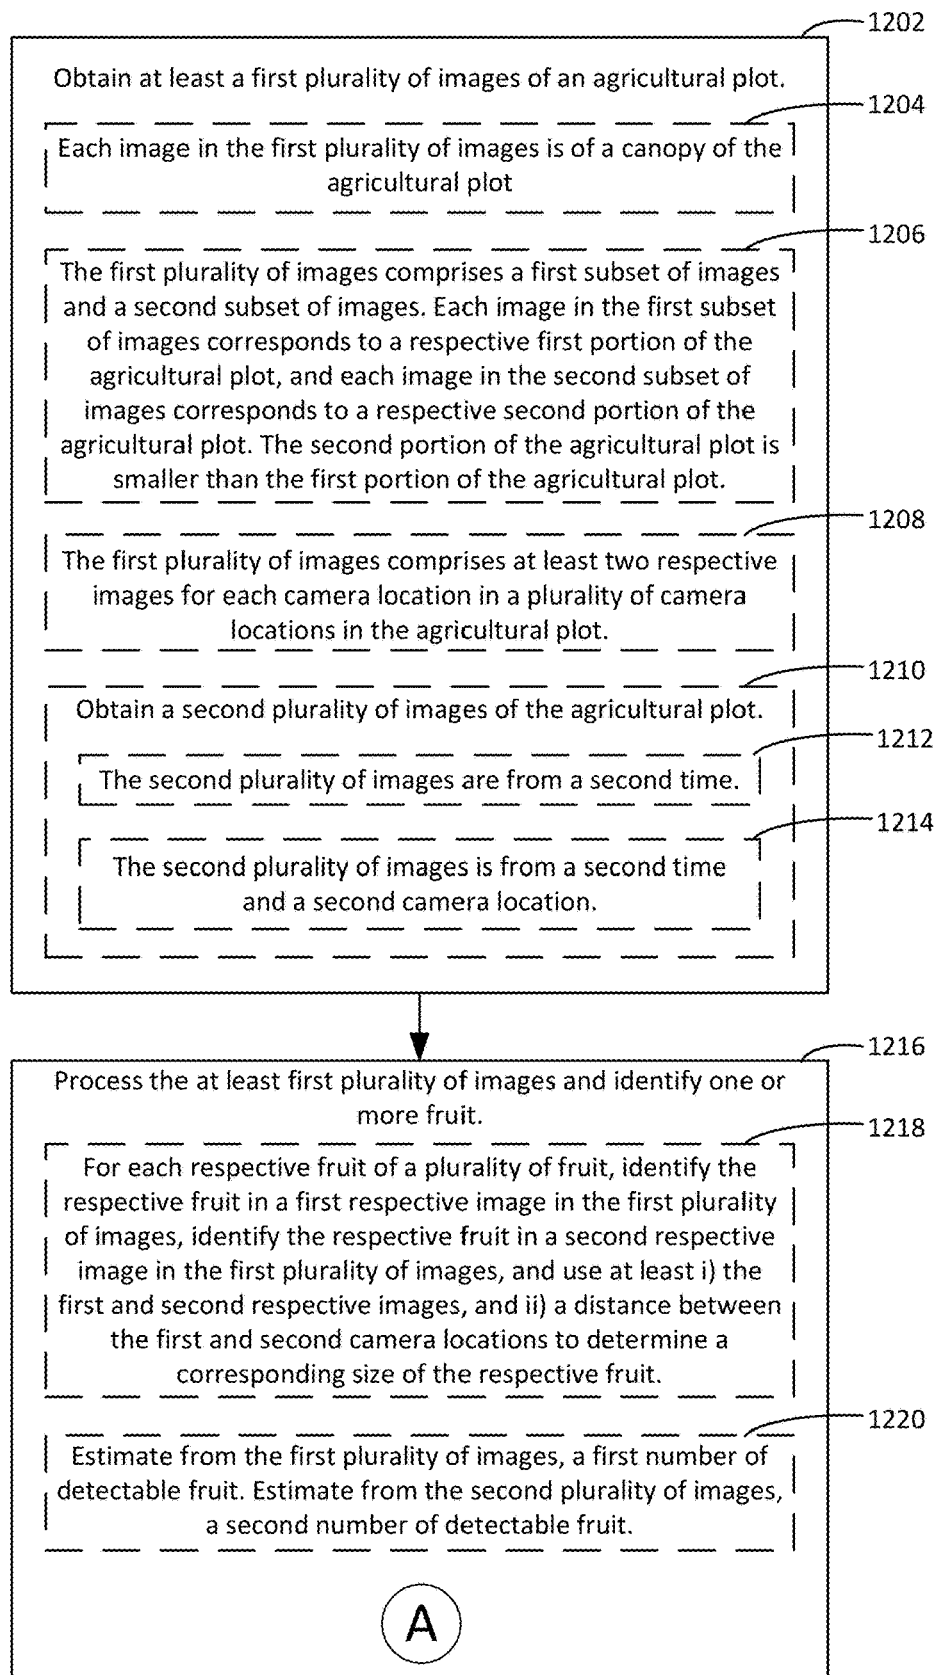 1202
Obtain at least a first plurality of images of an agricultural plot.
1204
Each image in the first plurality of images is of a canopy of the
agricultural plot
1206
The first plurality of images comprises a first subset of images
and a second subset of images. Each image in the first subset
of images corresponds to a respective first portion of the
agricultural plot, and each image in the second subset of
images corresponds to a respective second portion of the
agricultural plot. The second portion of the agricultural plot is
smaller than the first portion of the agricultural plot.
1208
The first plurality of images comprises at least two respective
images for each camera location in a plurality of camera
locations in the agricultural plot.
1210
Obtain a second plurality of images of the agricultural plot.
1212
The second plurality of images are from a second time.
1214
The second plurality of images is from a second time
and a second camera location.
1216
Process the at least first plurality of images and identify one or
more fruit.
1218
For each respective fruit of a plurality of fruit, identify the
respective fruit in a first respective image in the first plurality
of images, identify the respective fruit in a second respective
image in the first plurality of images, and use at least i) the
first and second respective images, and ii) a distance between
the first and second camera locations to determine a
corresponding size of the respective fruit.
1220
Estimate from the first plurality of images, a first number of
detectable fruit. Estimate from the second plurality of images,
a second number of detectable fruit.
A